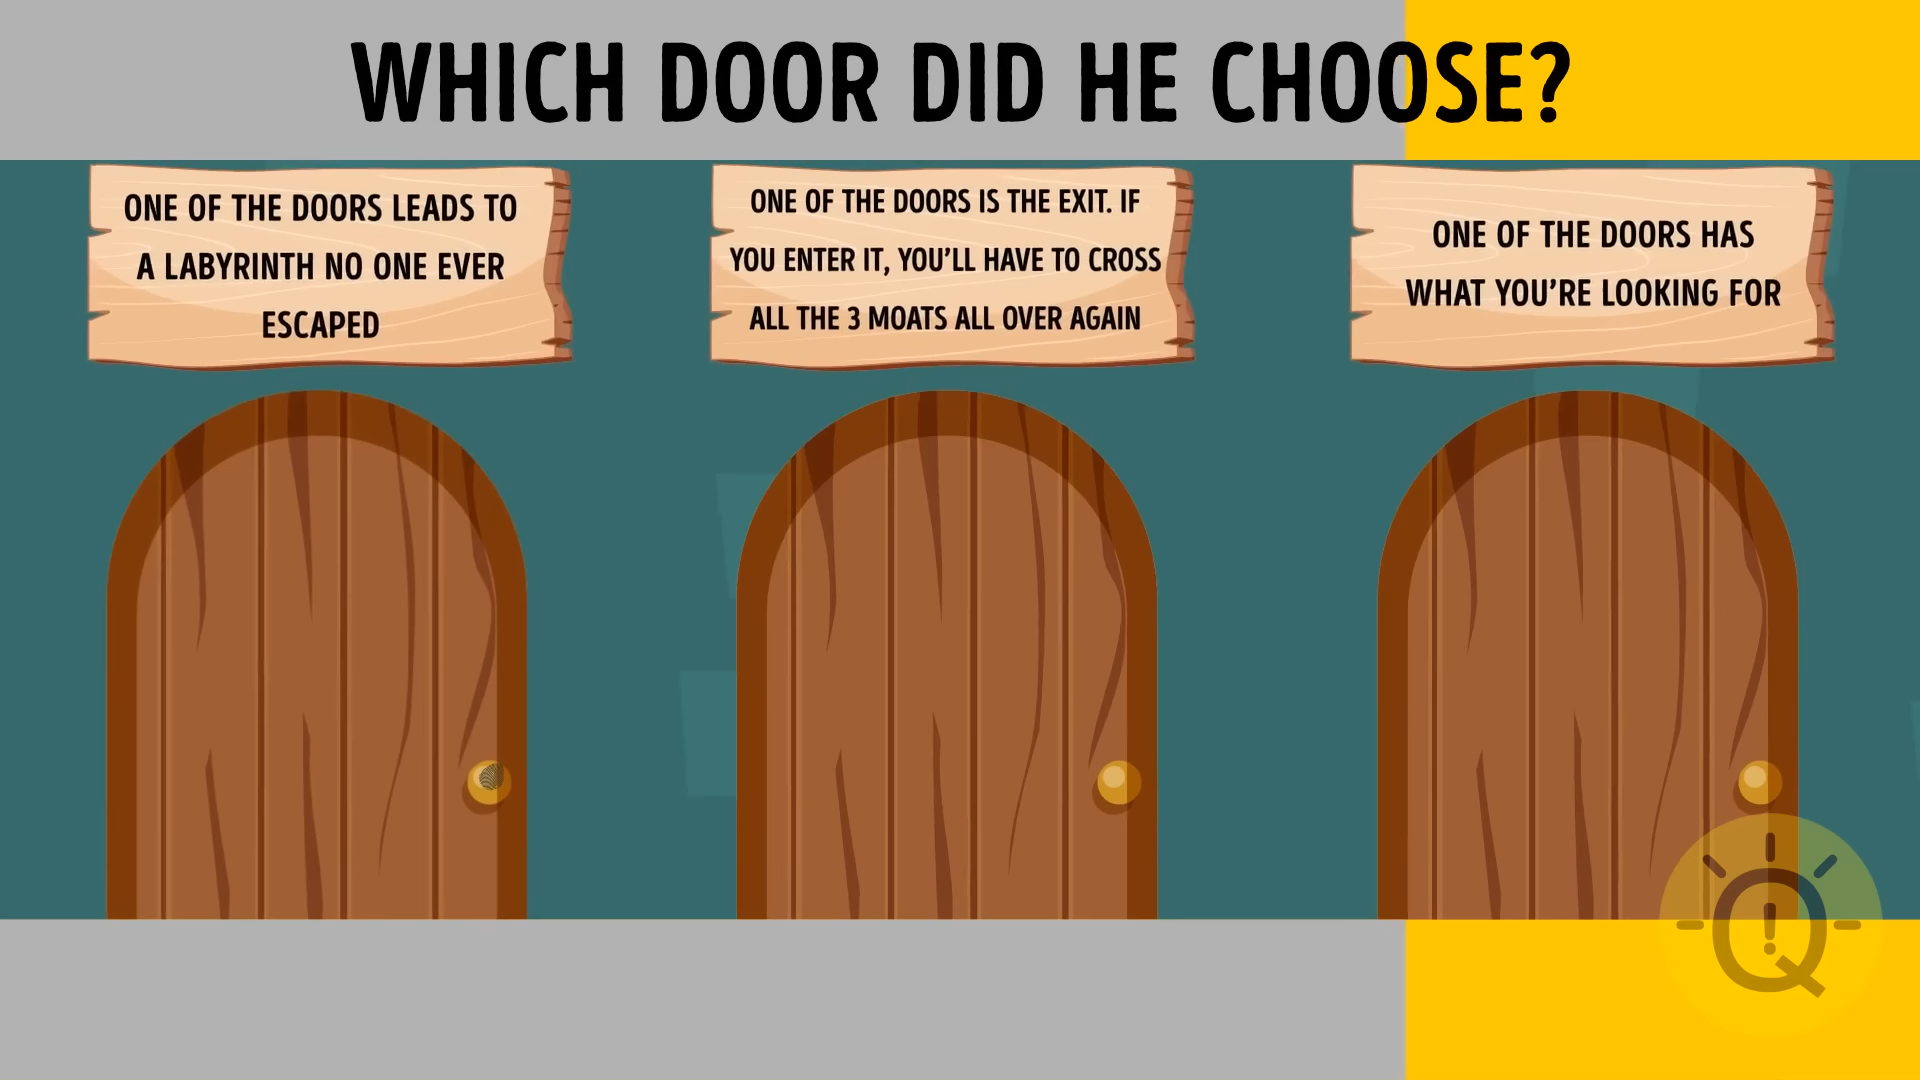 WHICH DOOR DID HE CHOOSE?
ONE OF THE DOORS LEADS TO
A LABYRINTH NO ONE EVER
ESCAPED
ONE OF THE DOORS IS THE EXIT. IF
YOU ENTER IT, YOU'LL HAVE TO CROSS
ALL THE 3 MOATS ALL OVER AGAIN
ONE OF THE DOORS HAS
WHAT YOU'RE LOOKING FOR
Q!